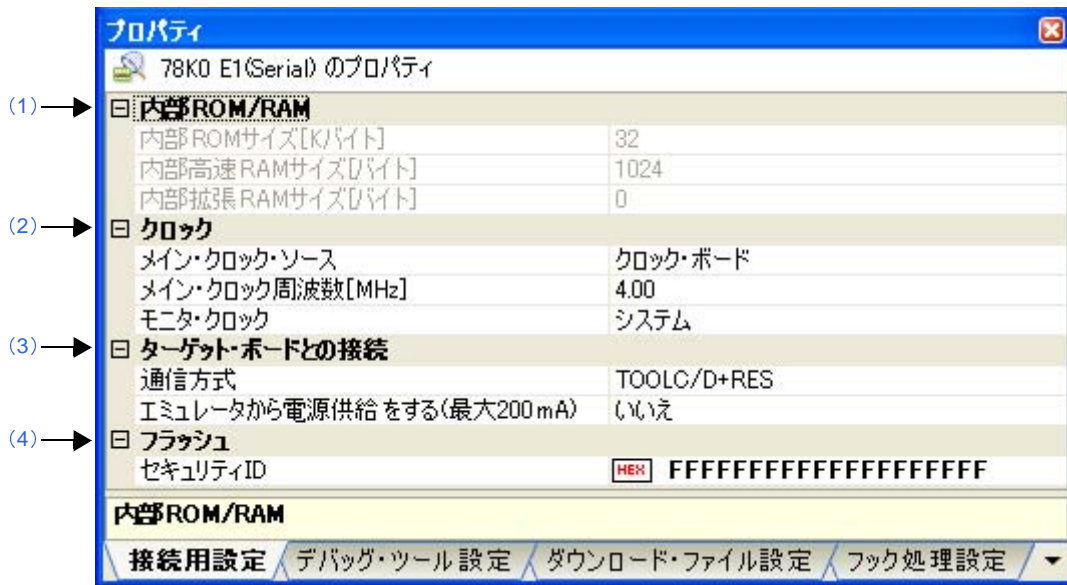 プロパティ
78K0 E1(Serial) のプロパティ
(1) 内部ROM/RAM
内部ROMサイズ[Kバイト] 32
内部高速RAMサイズ[バイト] 1024
内部拡張RAMサイズ[バイト] 0
(2) クロック
メイン・クロック・ソース クロック・ボード
メイン・クロック周波数[MHz] 4.00
モニタ・クロック システム
(3) ターゲット・ボードとの接続
通信方式 TOOLC/D+RES
エミュレータから電源供給をする(最大200mA) いいえ
(4) フラッシュ
セキュリティID HEX FFFFFFFFFFFFFFFFFFFF
内部ROM/RAM
接続用設定 デバッグ・ツール設定 ダウンロード・ファイル設定 フック処理設定